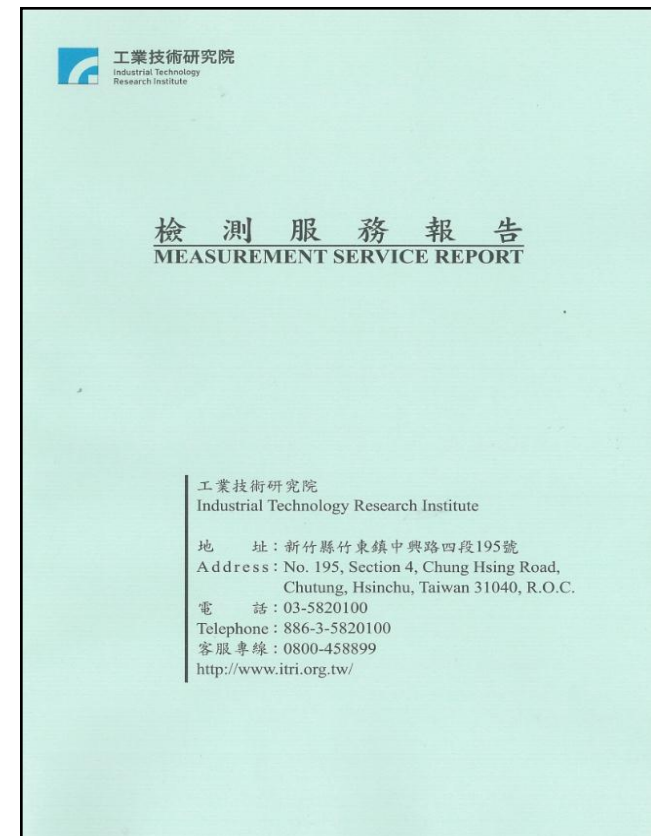 工業技術研究院
Industrial Technology
Research Institute
檢測服務報告
MEASUREMENT SERVICE REPORT
工業技術研究院
Industrial Technology Research Institute
地 址：新竹縣竹東鎮中興路四段195號
Address：No. 195, Section 4, Chung Hsing Road,
Chutung, Hsinchu, Taiwan 31040, R.O.C.
電 話：03-5820100
Telephone：886-3-5820100
客服專線：0800-458899
http://www.itri.org.tw/